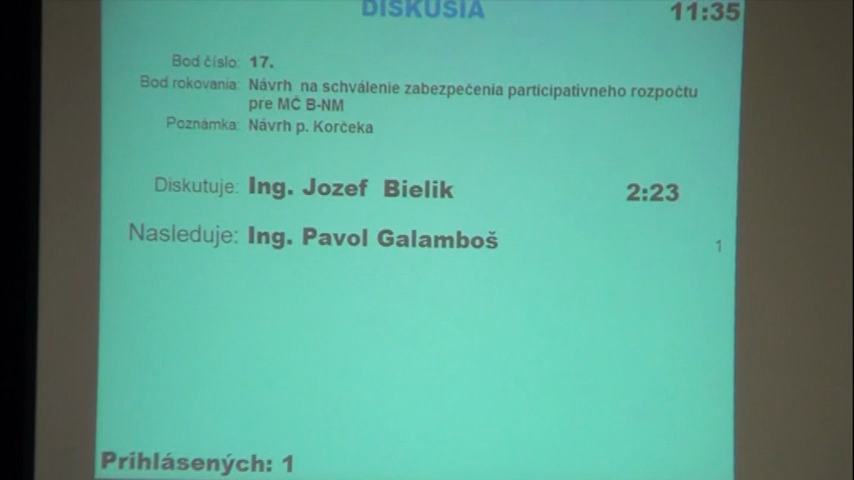 DISKUSIA 11:35
Bod číslo: 17.
Bod rokovania: Návrh na schválenie zabezpečenia participativneho rozpočtu
pre MČ B-NM
Poznámka: Návrh p. Korčeka
Diskutuje: Ing. Jozef Bielik 2:23
Nasleduje: Ing. Pavol Galamboš 1
Prihlásených: 1